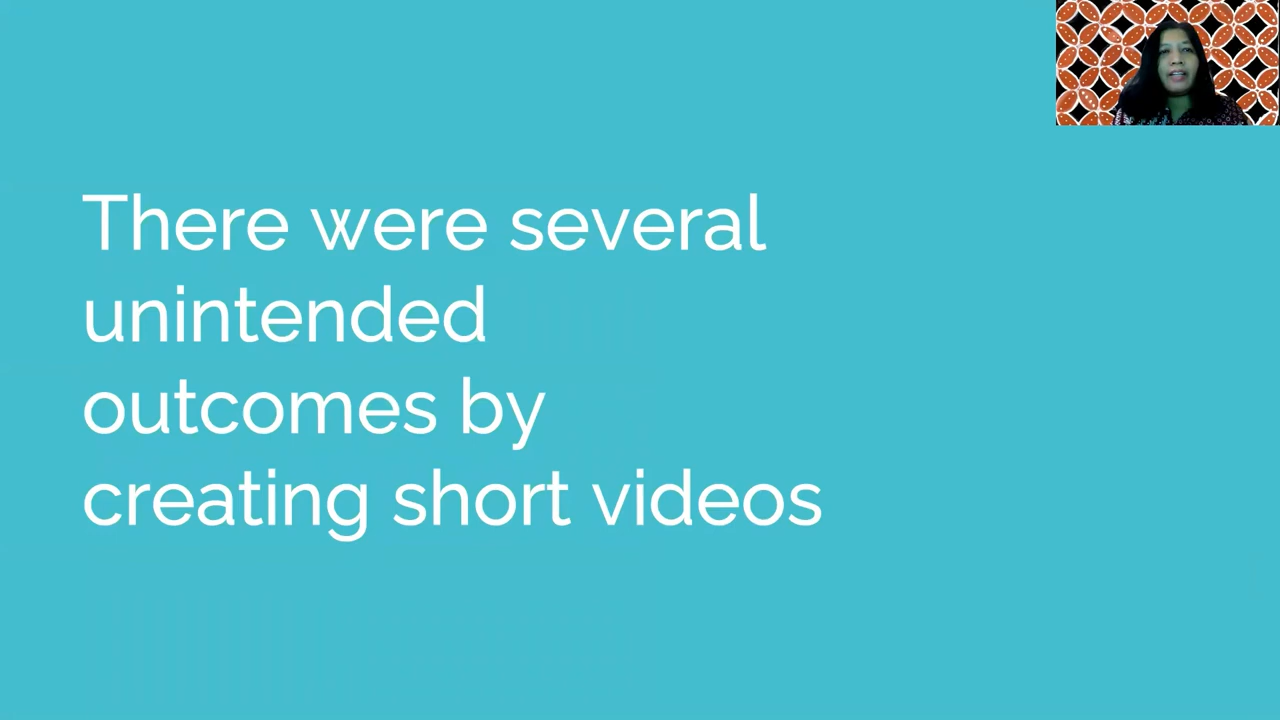 There were several
unintended
outcomes by
creating short videos